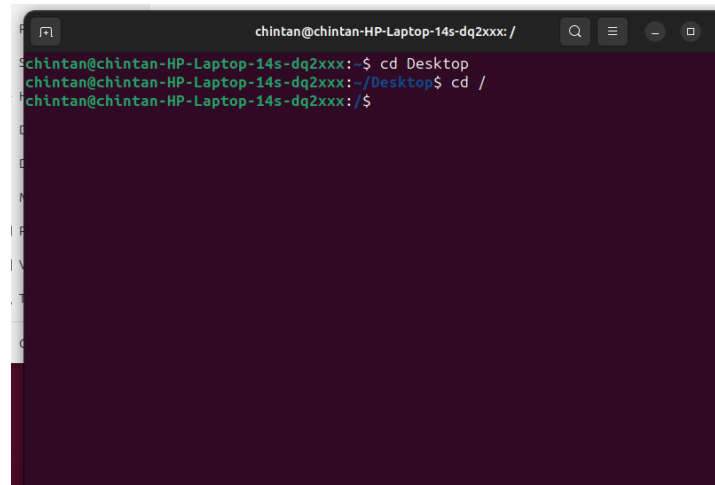 chintan@chintan-HP-Laptop-14s-dq2xxx: /
chintan@chintan-HP-Laptop-14s-dq2xxx:~$ cd Desktop
chintan@chintan-HP-Laptop-14s-dq2xxx:~/Desktop$ cd /
chintan@chintan-HP-Laptop-14s-dq2xxx:/$